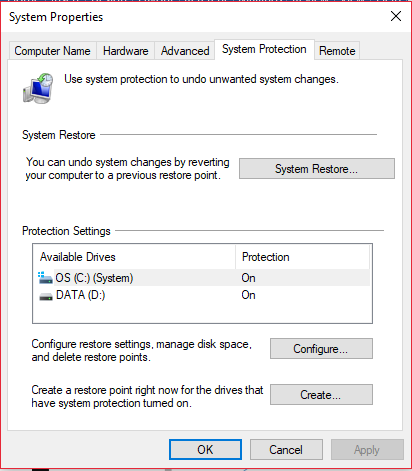 System Properties
Computer Name Hardware Advanced System Protection Remote
Use system protection to undo unwanted system changes.
System Restore
You can undo system changes by reverting
your computer to a previous restore point.
System Restore...
Protection Settings
Available Drives Protection
OS (C:) (System) On
DATA (D:) On
Configure restore settings, manage disk space,
and delete restore points.
Configure...
Create a restore point right now for the drives that
have system protection turned on.
Create...
OK Cancel Apply